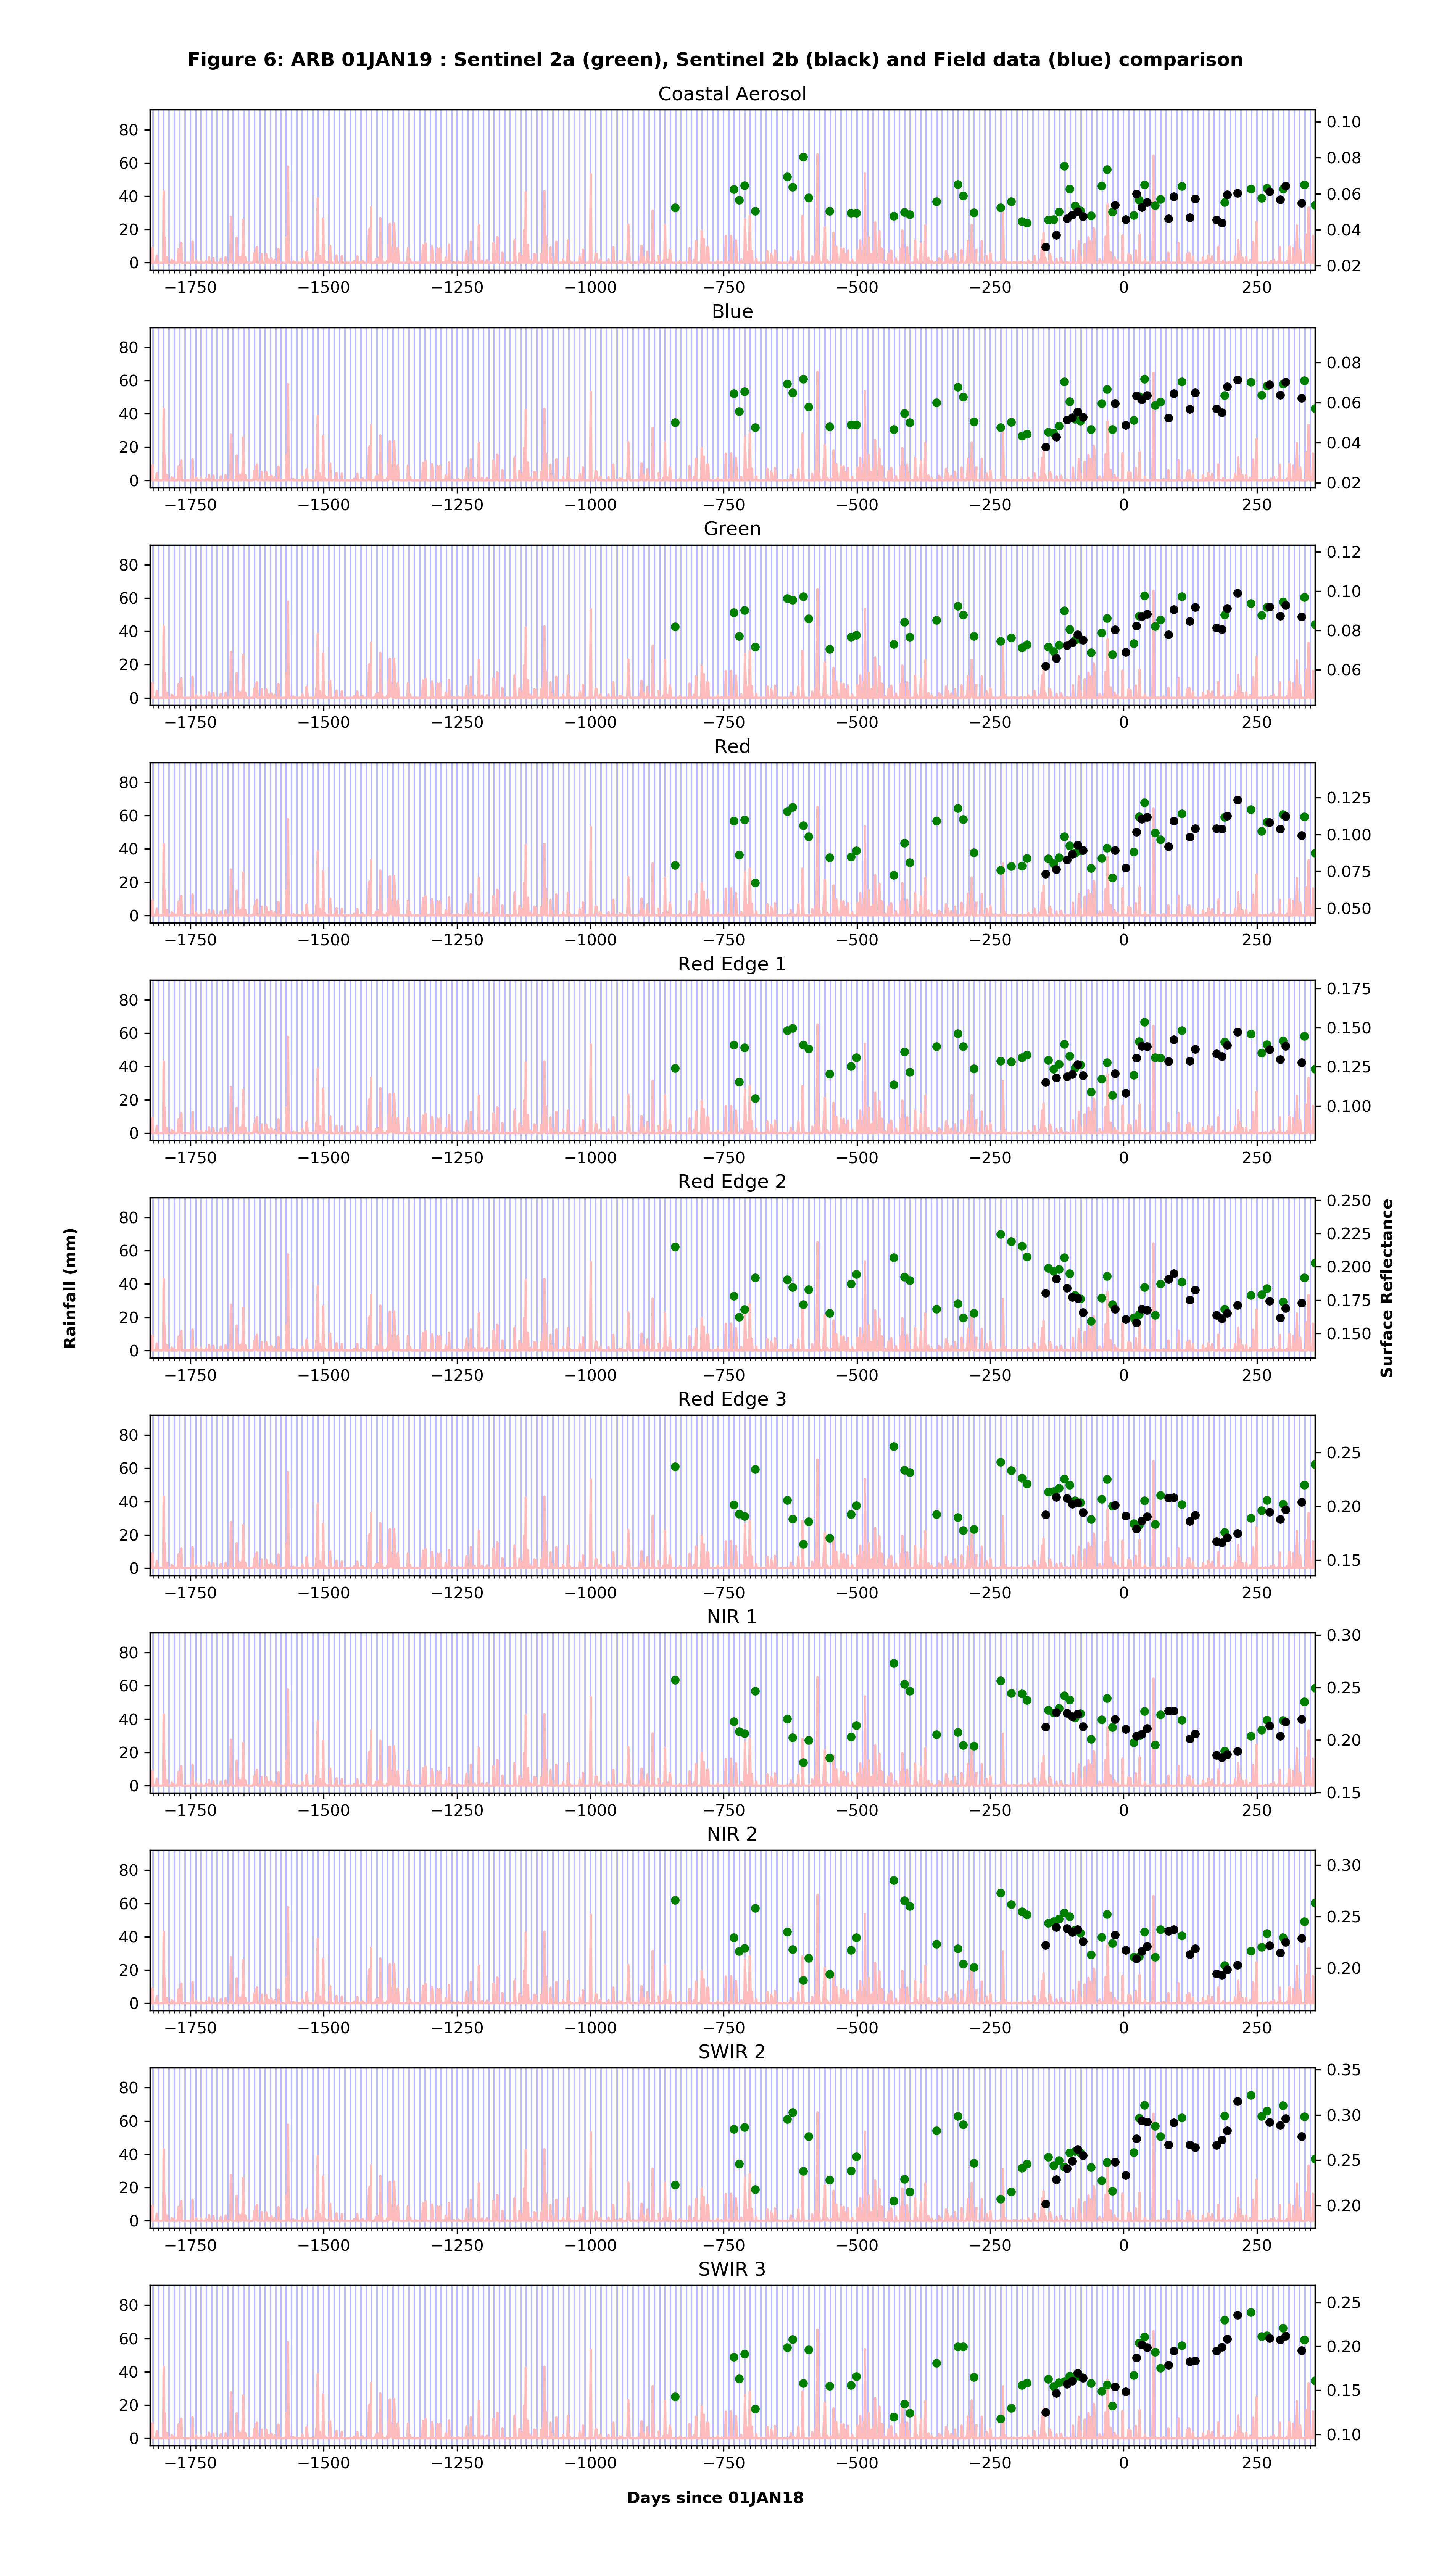 Figure 6: ARB 01JAN19 : Sentinel 2a (green), Sentinel 2b (black) and Field data (blue) comparison
Coastal Aerosol
80 60 40 20 0
0.10 0.08 0.06 0.04 0.02
−1750 −1500 −1250 −1000 −750 −500 −250 0 250
Blue
80 60 40 20 0
0.08 0.06 0.04 0.02
−1750 −1500 −1250 −1000 −750 −500 −250 0 250
Green
80 60 40 20 0
0.12 0.10 0.08 0.06
−1750 −1500 −1250 −1000 −750 −500 −250 0 250
Red
80 60 40 20 0
0.125 0.100 0.075 0.050
−1750 −1500 −1250 −1000 −750 −500 −250 0 250
Red Edge 1
80 60 40 20 0
0.175 0.150 0.125 0.100
−1750 −1500 −1250 −1000 −750 −500 −250 0 250
Red Edge 2
Rainfall (mm)
80 60 40 20 0
0.250 0.225 0.200 0.175 0.150
Surface Reflectance
−1750 −1500 −1250 −1000 −750 −500 −250 0 250
Red Edge 3
80 60 40 20 0
0.25 0.20 0.15
−1750 −1500 −1250 −1000 −750 −500 −250 0 250
NIR 1
80 60 40 20 0
0.30 0.25 0.20 0.15
−1750 −1500 −1250 −1000 −750 −500 −250 0 250
NIR 2
80 60 40 20 0
0.30 0.25 0.20
−1750 −1500 −1250 −1000 −750 −500 −250 0 250
SWIR 2
80 60 40 20 0
0.35 0.30 0.25 0.20
−1750 −1500 −1250 −1000 −750 −500 −250 0 250
SWIR 3
80 60 40 20 0
0.25 0.20 0.15 0.10
−1750 −1500 −1250 −1000 −750 −500 −250 0 250
Days since 01JAN18